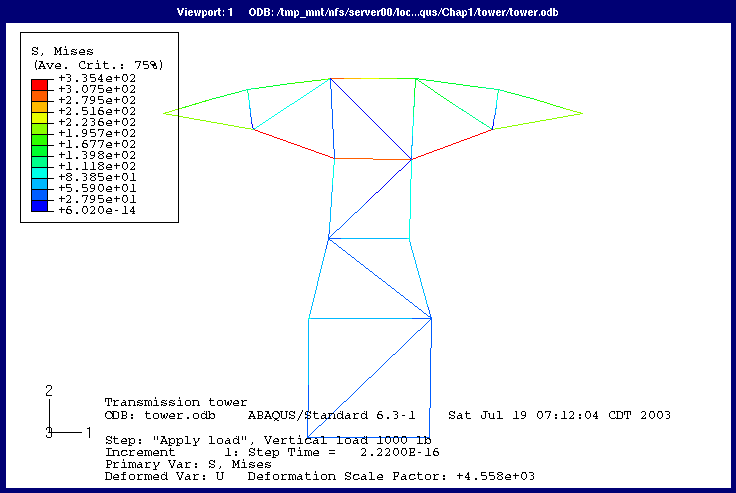 Viewport: 1 ODB: /tmp_mnt/nfs/server00/loc...qus/Chap1/tower/tower.odb
S, Mises
(Ave. Crit.: 75%)
+3.354e+02
+3.075e+02
+2.795e+02
+2.516e+02
+2.236e+02
+1.957e+02
+1.677e+02
+1.398e+02
+1.118e+02
+8.385e+01
+5.590e+01
+2.795e+01
+6.020e-14
2
3 1
Transmission tower
ODB: tower.odb ABAQUS/Standard 6.3-1 Sat Jul 19 07:12:04 CDT 2003
Step: "Apply load", Vertical load 1000 lb
Increment 1: Step Time = 2.2200E-16
Primary Var: S, Mises
Deformed Var: U Deformation Scale Factor: +4.558e+03